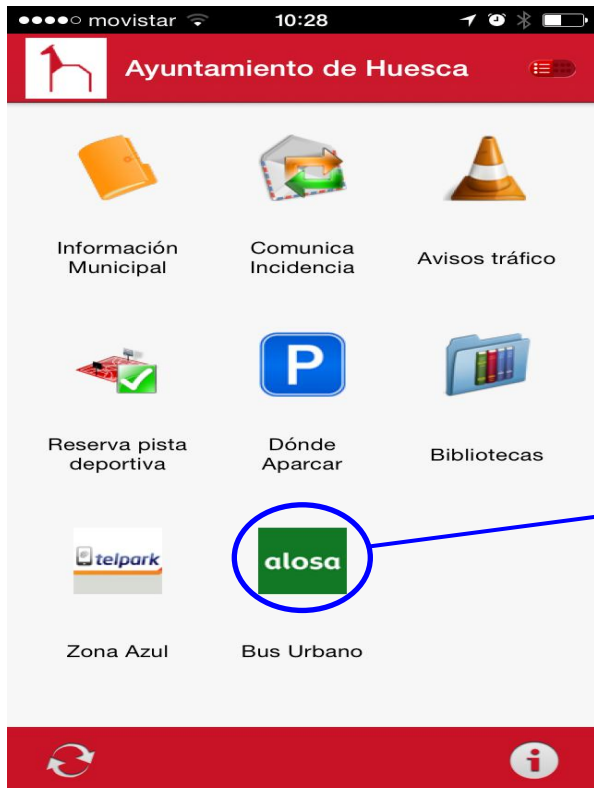 movistar 10:28
Ayuntamiento de Huesca
Información
Municipal
Comunica
Incidencia
Avisos tráfico
Reserva pista
deportiva
P
Dónde
Aparcar
Bibliotecas
telpark
Zona Azul
alosa
Bus Urbano
i